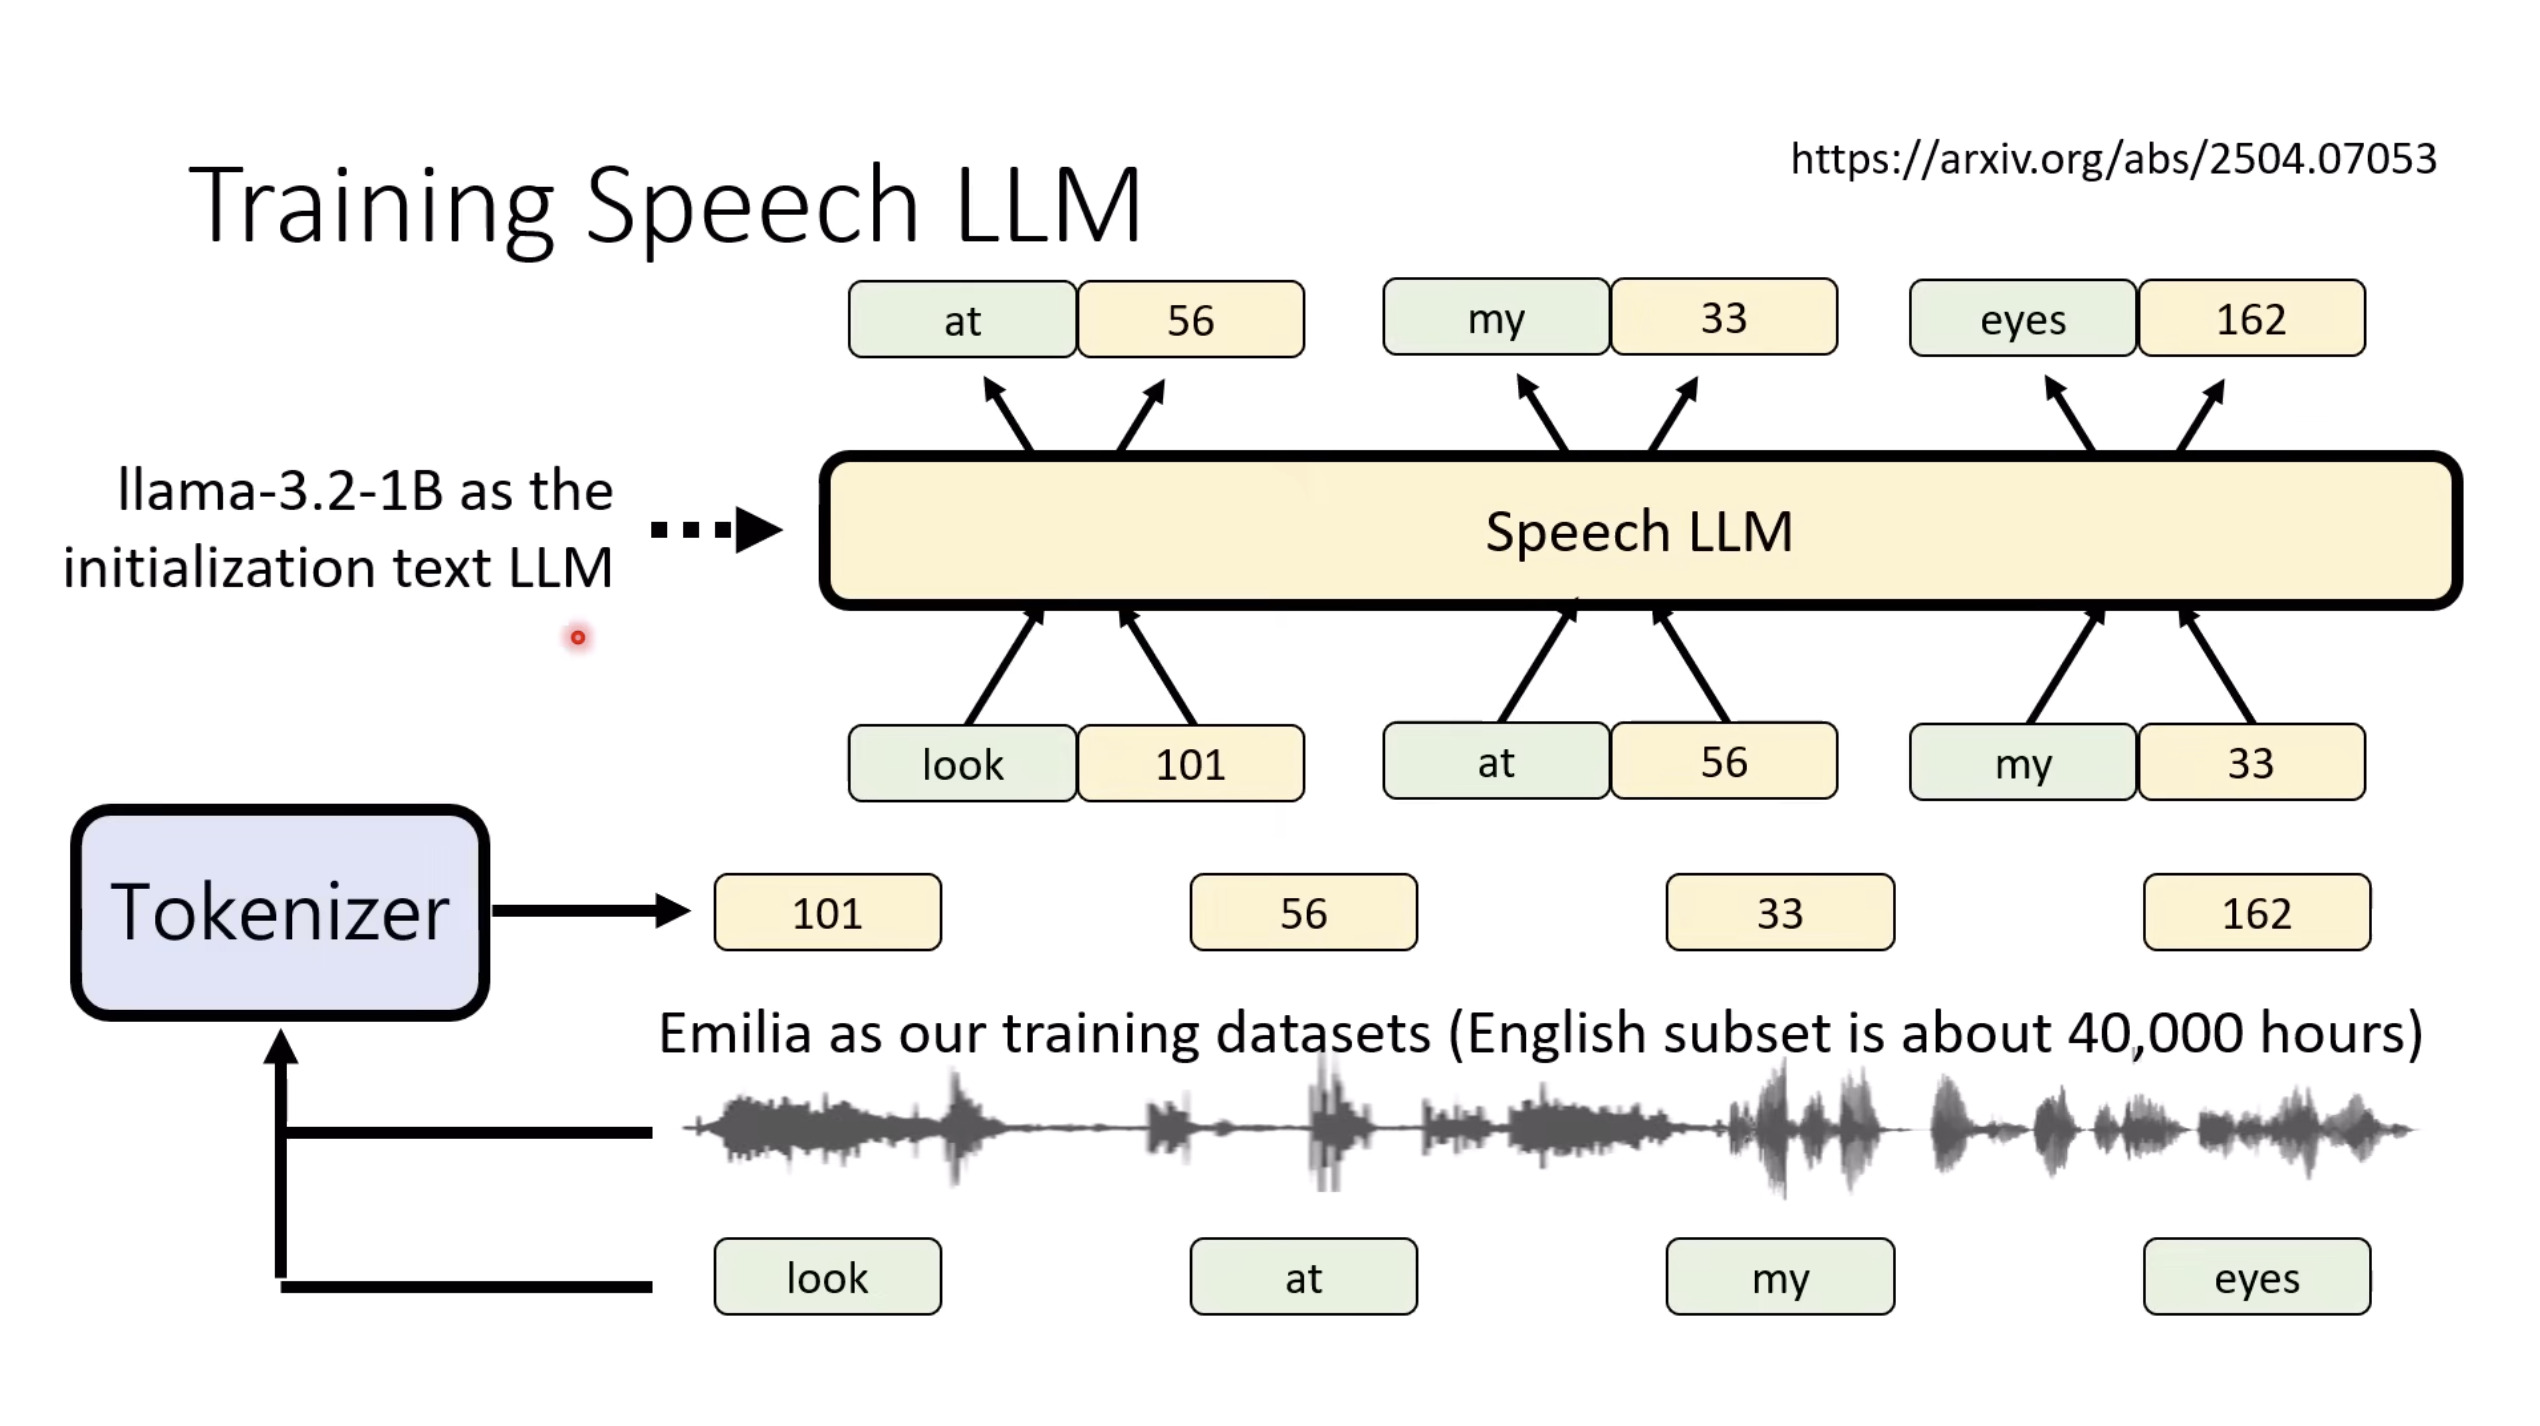 https://arxiv.org/abs/2504.07053
Training Speech LLM
at 56 my 33 eyes 162
llama-3.2-1B as the
initialization text LLM
Speech LLM
look 101 at 56 my 33
Tokenizer
101 56 33 162
Emilia as our training datasets (English subset is about 40,000 hours)
look at my eyes